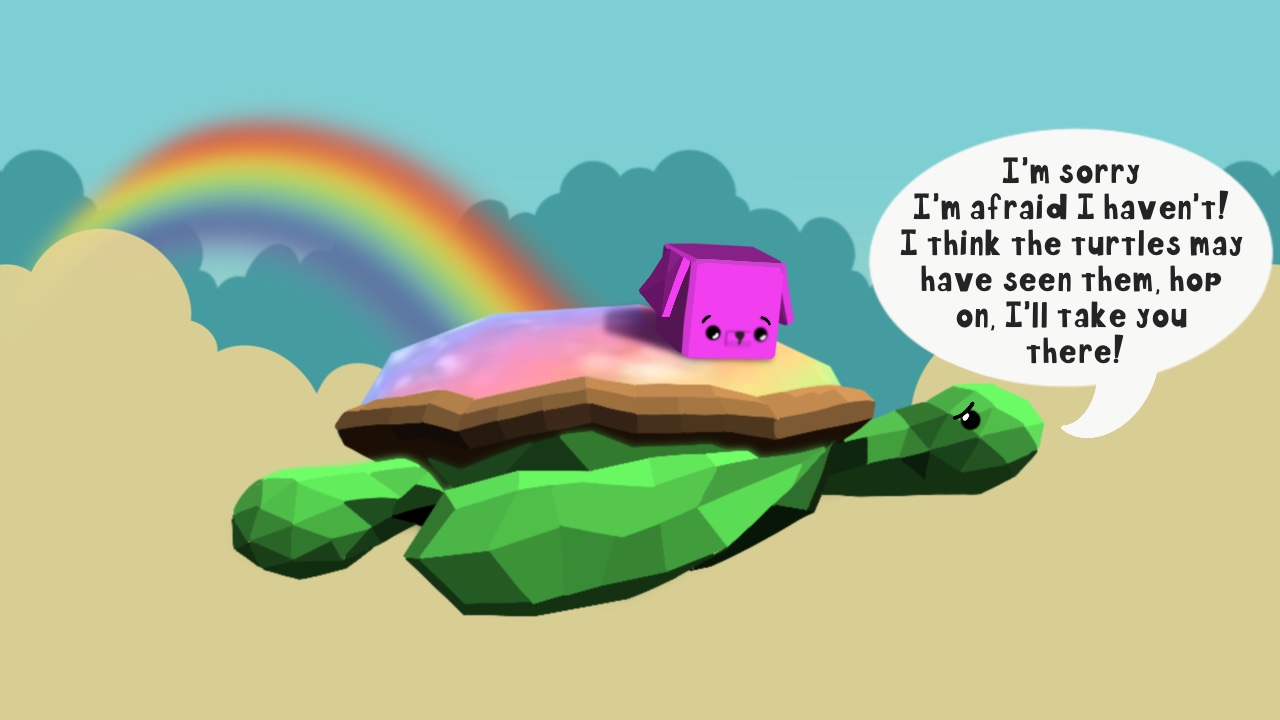 I'm sorry
I'm afraid I haven't!
I think the turtles may
have seen them, hop
on, I'll take you
there!